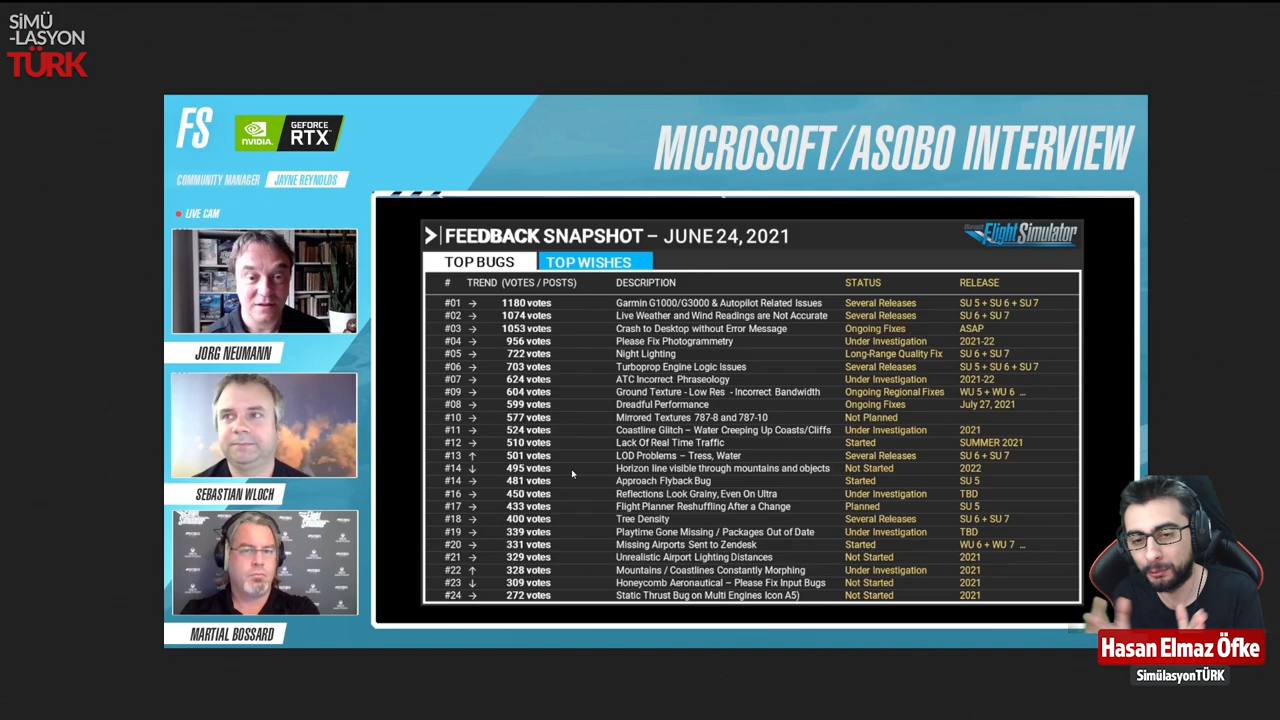 SiMÜ
-LASYON
TÜRK
FS
NVIDIA.
GEFORCE
RTX
MICROSOFT/ASOBO INTERVIEW
COMMUNITY MANAGER JAYNE REYNOLDS
LIVE CAM
JORG NEUMANN
SEBASTIAN WLOCH
MARTIAL BOSSARD
FEEDBACK SNAPSHOT – JUNE 24, 2021
Microsoft
Flight Simulator
TOP BUGS TOP WISHES
# TREND (VOTES / POSTS) DESCRIPTION STATUS RELEASE
#01 → 1180 votes Garmin G1000/G3000 & Autopilot Related Issues Several Releases SU 5 + SU 6 + SU 7
#02 → 1074 votes Live Weather and Wind Readings are Not Accurate Several Releases SU 6 + SU 7
#03 → 1053 votes Crash to Desktop without Error Message Ongoing Fixes ASAP
#04 → 956 votes Please Fix Photogrammetry Under Investigation 2021-22
#05 → 722 votes Night Lighting Long-Range Quality Fix SU 6 + SU 7
#06 → 703 votes Turboprop Engine Logic Issues Several Releases SU 5 + SU 6 + SU 7
#07 → 624 votes ATC Incorrect Phraseology Under Investigation 2021-22
#09 → 604 votes Ground Texture - Low Res - Incorrect Bandwidth Ongoing Regional Fixes WU 5 + WU 6 ...
#08 → 599 votes Dreadful Performance Ongoing Fixes July 27, 2021
#10 → 577 votes Mirrored Textures 787-8 and 787-10 Not Planned
#11 → 524 votes Coastline Glitch – Water Creeping Up Coasts/Cliffs Under Investigation 2021
#12 → 510 votes Lack Of Real Time Traffic Started SUMMER 2021
#13 ↑ 501 votes LOD Problems – Tress, Water Several Releases SU 6 + SU 7
#14 ↓ 495 votes Horizon line visible through mountains and objects Not Started 2022
#14 → 481 votes Approach Flyback Bug Started SU 5
#16 → 450 votes Reflections Look Grainy, Even On Ultra Under Investigation TBD
#17 → 433 votes Flight Planner Reshuffling After a Change Planned SU 5
#18 → 400 votes Tree Density Several Releases SU 6 + SU 7
#19 → 339 votes Playtime Gone Missing / Packages Out of Date Under Investigation TBD
#20 → 331 votes Missing Airports Sent to Zendesk Started WU 6 + WU 7 ...
#21 → 329 votes Unrealistic Airport Lighting Distances Not Started 2021
#22 ↑ 328 votes Mountains / Coastlines Constantly Morphing Under Investigation 2021
#23 ↓ 309 votes Honeycomb Aeronautical – Please Fix Input Bugs Not Started 2021
#24 → 272 votes Static Thrust Bug on Multi Engines Icon A5) Not Started 2021
Hasan Elmaz Öfke
SimülasyonTÜRK